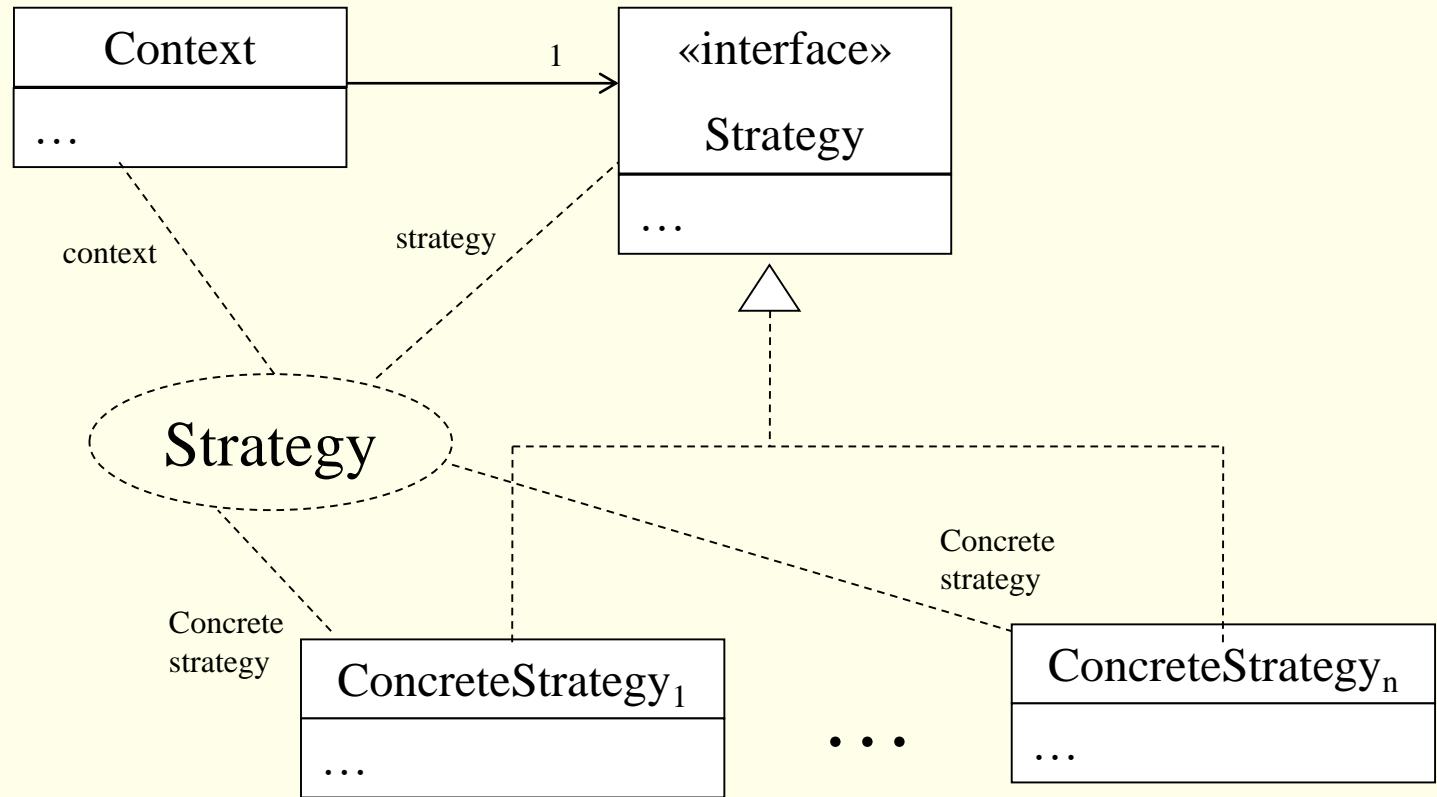 Context
…
1
«interface»
Strategy
…
context
strategy
Strategy
Concrete
strategy
Concrete
strategy
ConcreteStrategy₁
…
…
ConcreteStrategyₙ
…